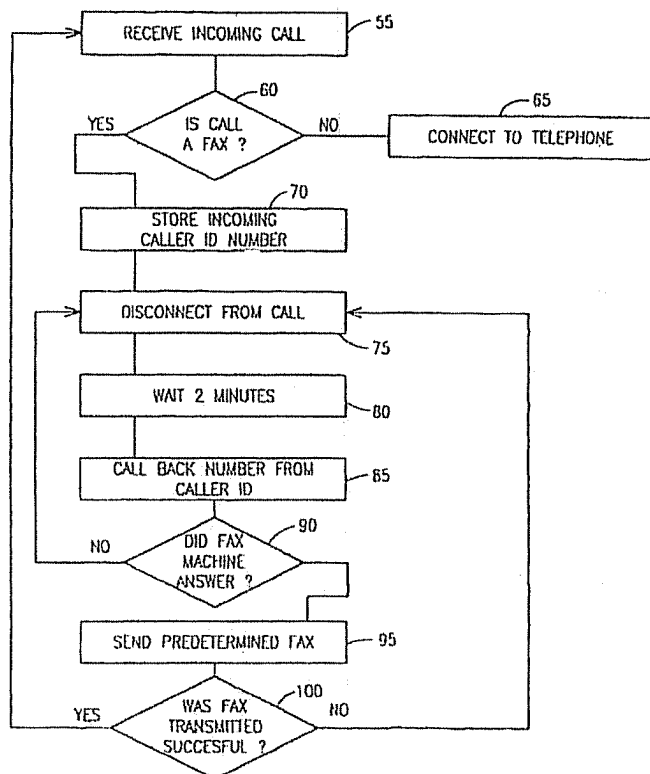 RECEIVE INCOMING CALL
55
60
YES
IS CALL
A FAX ?
NO
65
CONNECT TO TELEPHONE
70
STORE INCOMING
CALLER ID NUMBER
DISCONNECT FROM CALL
75
WAIT 2 MINUTES
80
CALL BACK NUMBER FROM
CALLER ID
85
90
NO
DID FAX
MACHINE
ANSWER ?
SEND PREDETERMINED FAX
95
100
YES
WAS FAX
TRANSMITTED
SUCCESFUL ?
NO